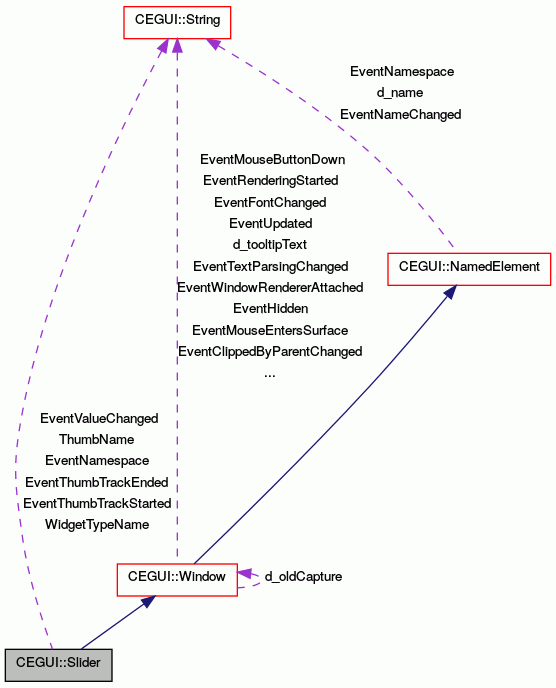 CEGUI::String
EventNamespace
d_name
EventNameChanged
EventMouseButtonDown
EventRenderingStarted
EventFontChanged
EventUpdated
d_tooltipText
EventTextParsingChanged
EventWindowRendererAttached
EventHidden
EventMouseEntersSurface
EventClippedByParentChanged
...
CEGUI::NamedElement
EventValueChanged
ThumbName
EventNamespace
EventThumbTrackEnded
EventThumbTrackStarted
WidgetTypeName
CEGUI::Window
d_oldCapture
CEGUI::Slider